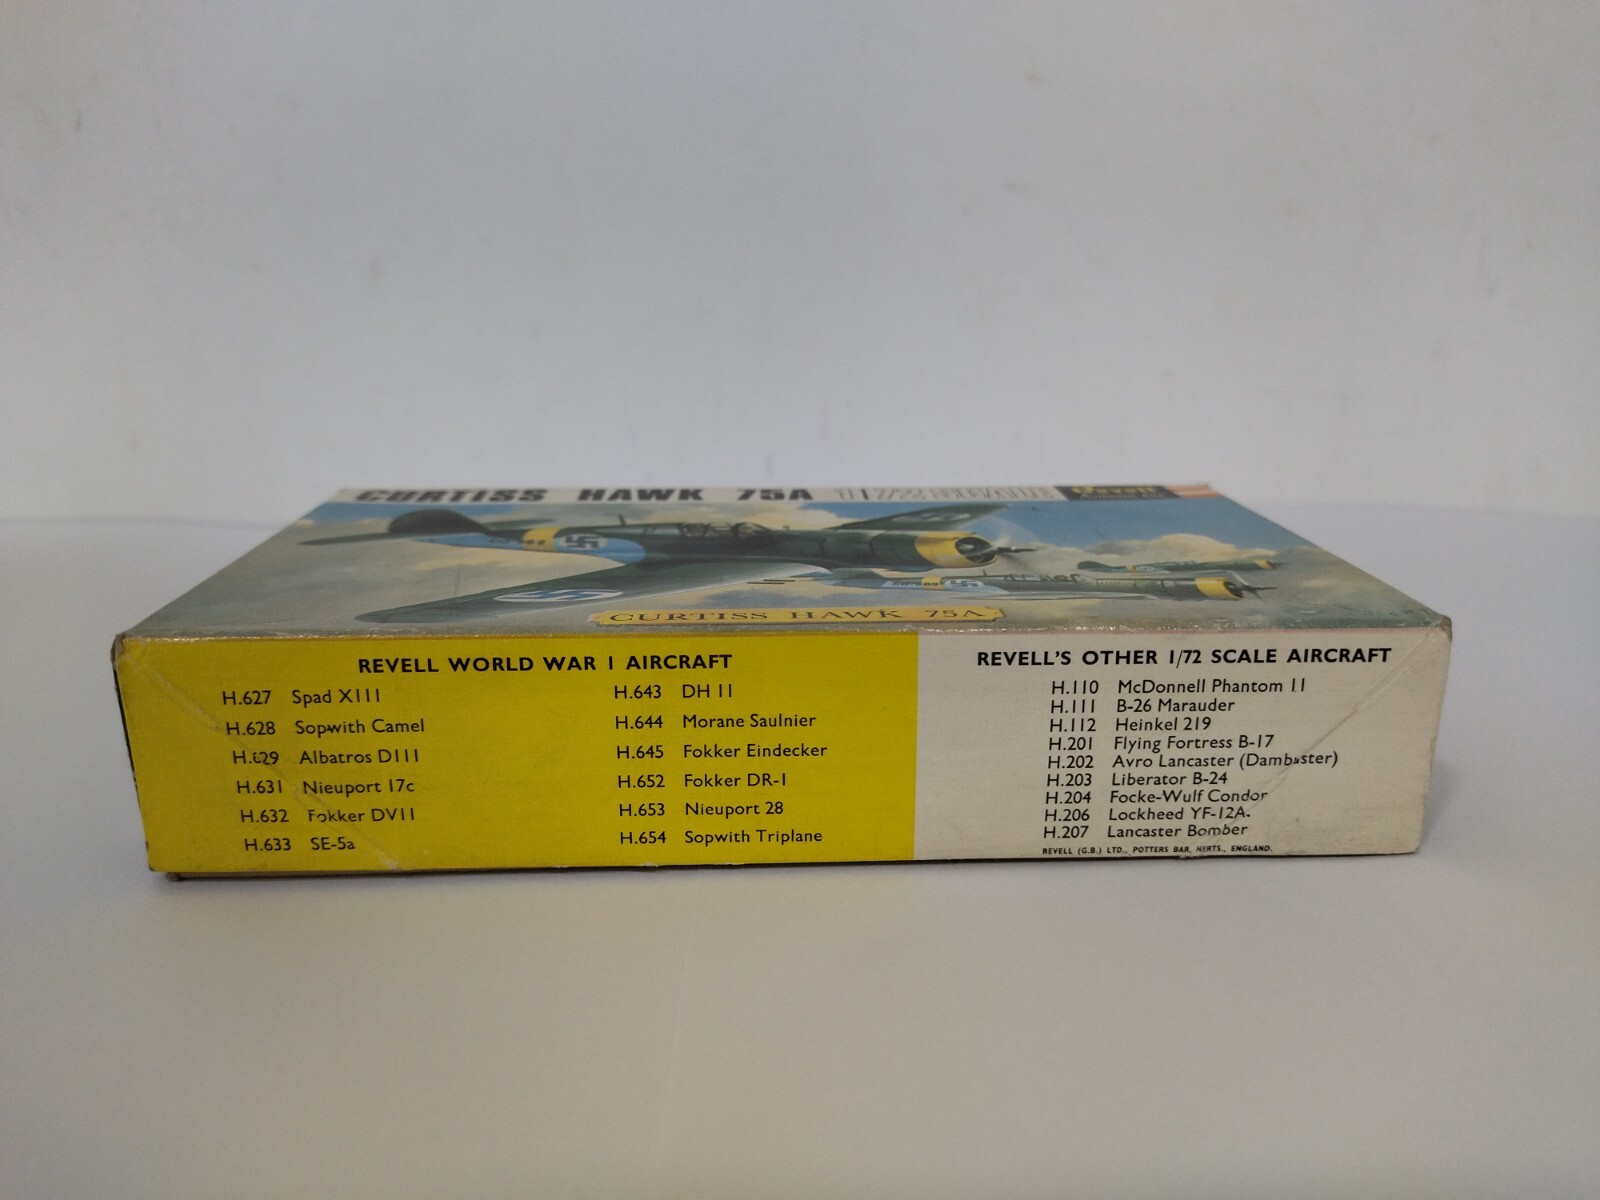 CURTISS HAWK 75A
Revell
CURTISS HAWK 75A
REVELL WORLD WAR I AIRCRAFT
H.627 Spad XIII
H.628 Sopwith Camel
H.629 Albatros DIII
H.631 Nieuport 17c
H.632 Fokker DVII
H.633 SE-5a
H.643 DH II
H.644 Morane Saulnier
H.645 Fokker Eindecker
H.652 Fokker DR-I
H.653 Nieuport 28
H.654 Sopwith Triplane
REVELL'S OTHER 1/72 SCALE AIRCRAFT
H.110 McDonnell Phantom II
H.111 B-26 Marauder
H.112 Heinkel 219
H.201 Flying Fortress B-17
H.202 Avro Lancaster (Dambuster)
H.203 Liberator B-24
H.204 Focke-Wulf Condor
H.206 Lockheed YF-12A.
H.207 Lancaster Bomber
REVELL (G.B.) LTD., POTTERS BAR, HERTS., ENGLAND.